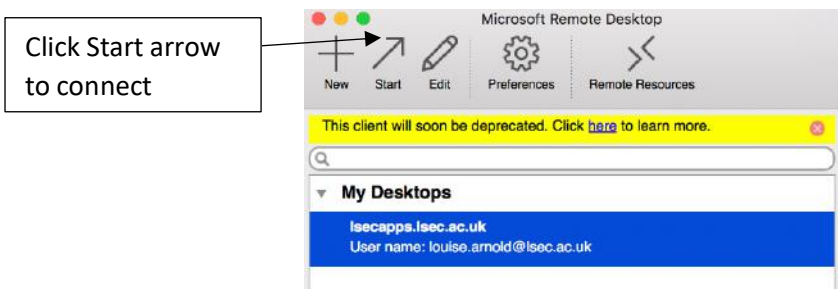 Click Start arrow
to connect
Microsoft Remote Desktop
New Start Edit Preferences Remote Resources
This client will soon be deprecated. Click here to learn more.
My Desktops
lsecapps.lsec.ac.uk
User name: louise.arnold@lsec.ac.uk